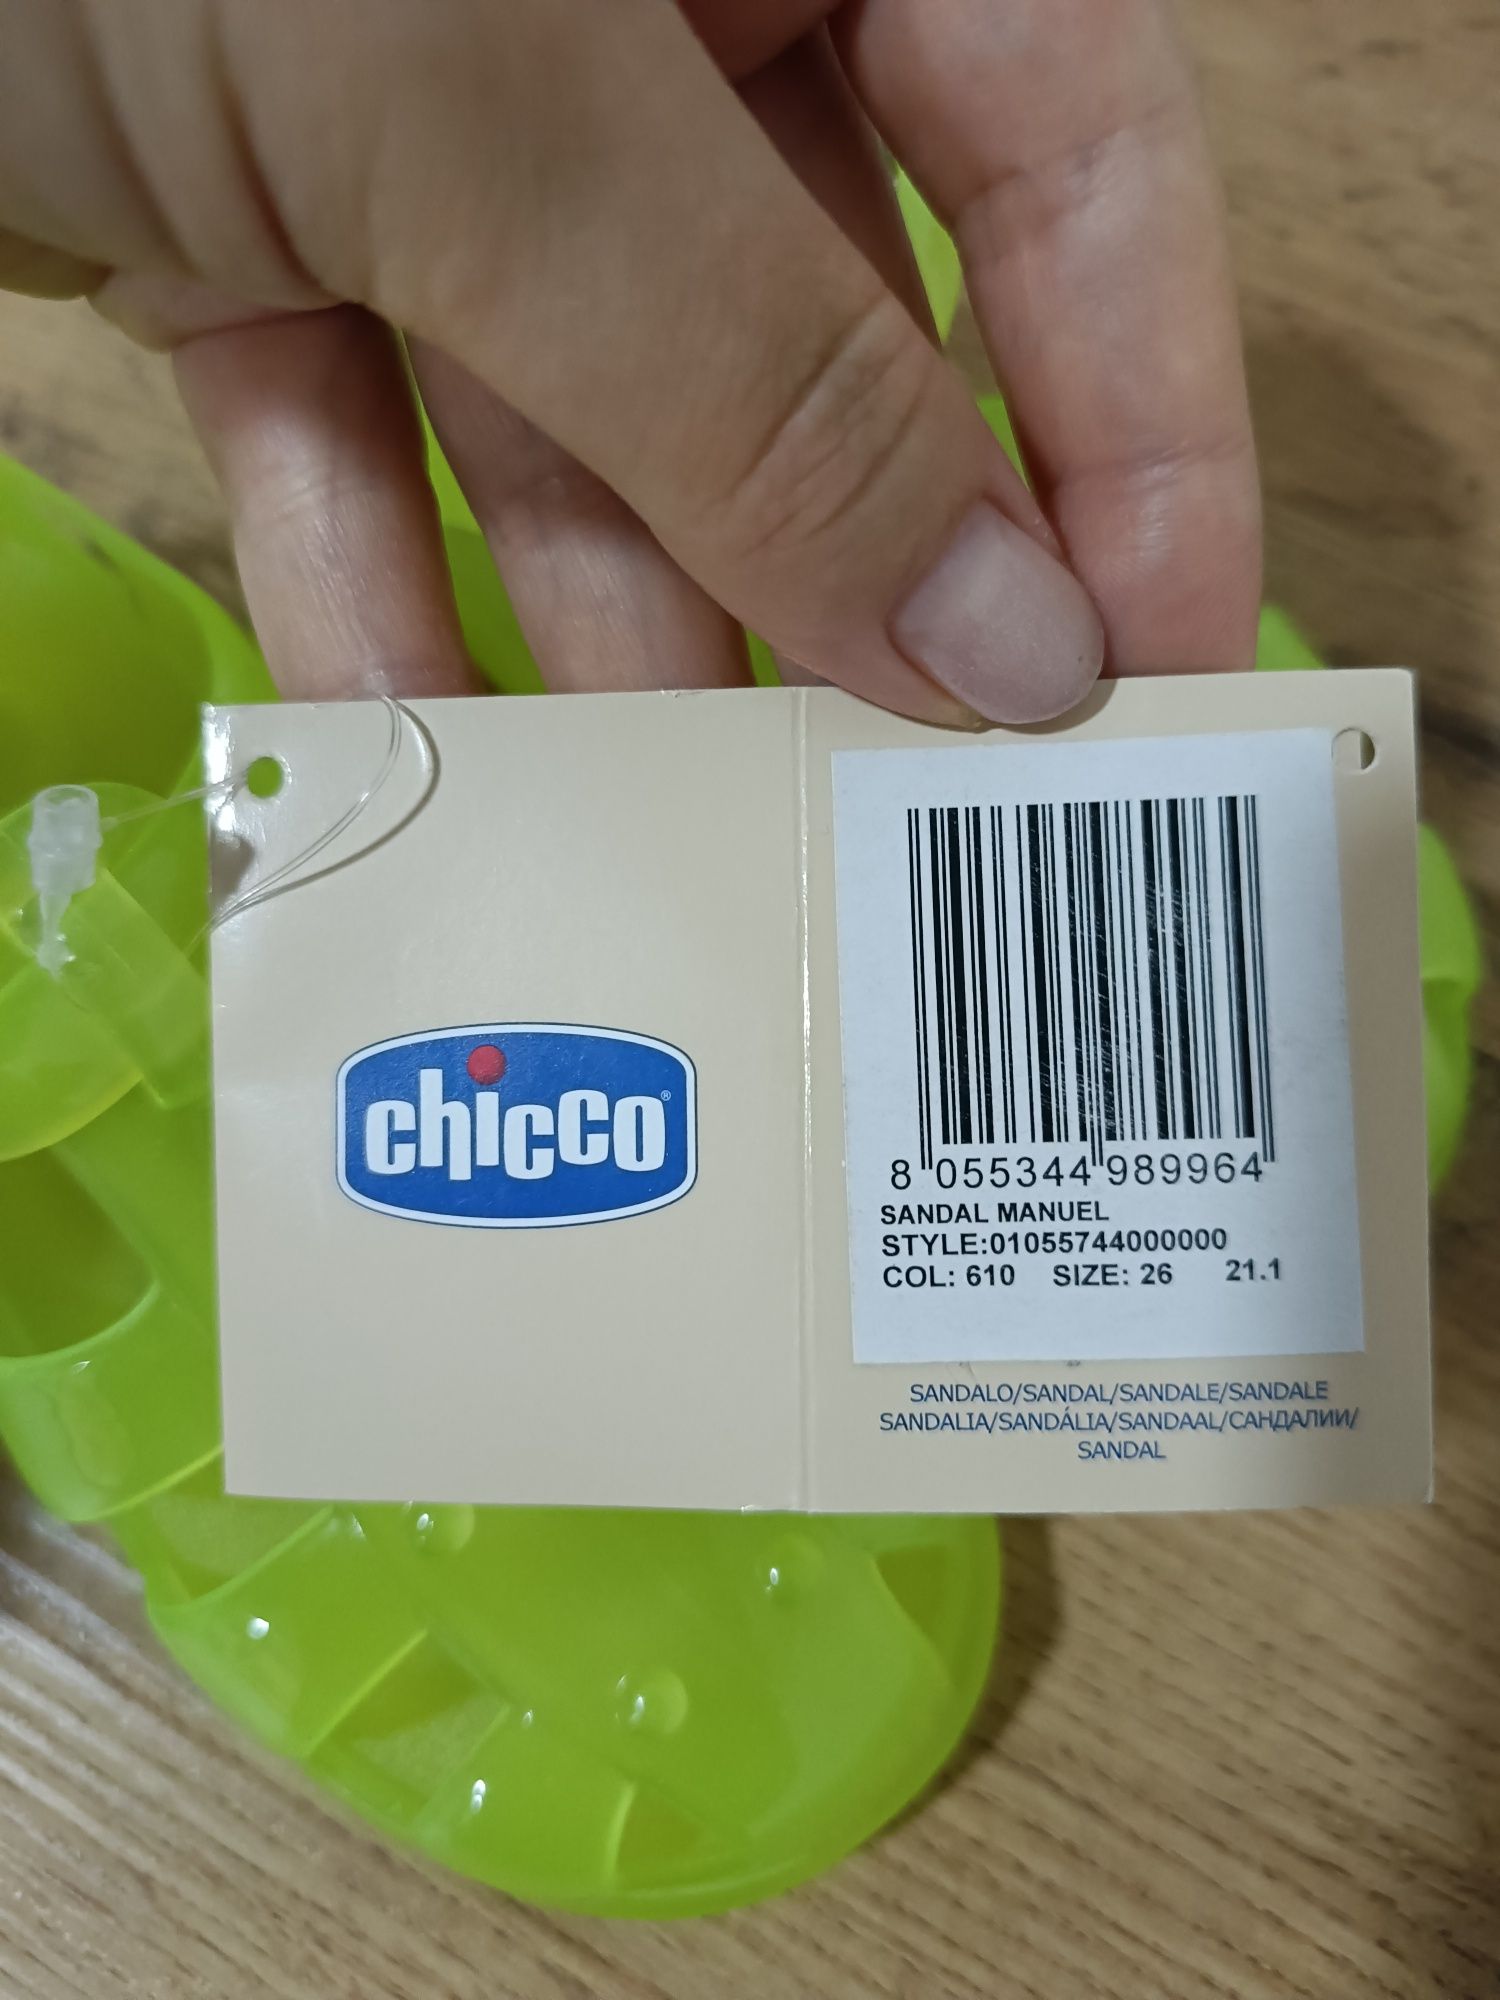 chicco®
8 055344 989964
SANDAL MANUEL
STYLE:01055744000000
COL: 610 SIZE: 26 21.1
SANDALO/SANDAL/SANDALE/SANDALE
SANDALIA/SANDÁLIA/SANDAAL/САНДАЛИИ/
SANDAL